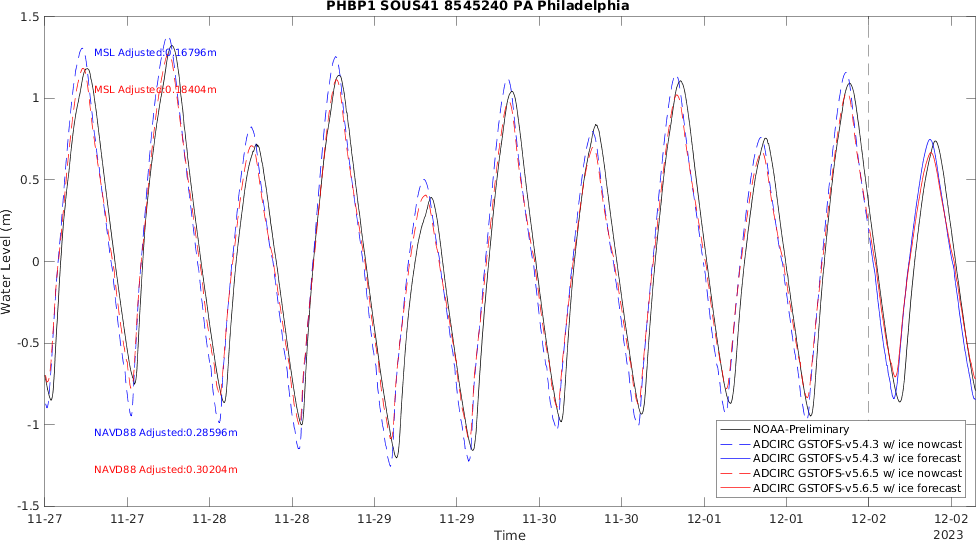 PHBP1 SOUS41 8545240 PA Philadelphia
1.5
1
0.5
0
-0.5
-1
-1.5
Water Level (m)
MSL Adjusted:0.16796m
MSL Adjusted:0.18404m
NAVD88 Adjusted:0.28596m
NAVD88 Adjusted:0.30204m
NOAA-Preliminary
ADCIRC GSTOFS-v5.4.3 w/ ice nowcast
ADCIRC GSTOFS-v5.4.3 w/ ice forecast
ADCIRC GSTOFS-v5.6.5 w/ ice nowcast
ADCIRC GSTOFS-v5.6.5 w/ ice forecast
11-27 11-27 11-28 11-28 11-29 11-29 11-30 11-30 12-01 12-01 12-02 12-02
Time
2023